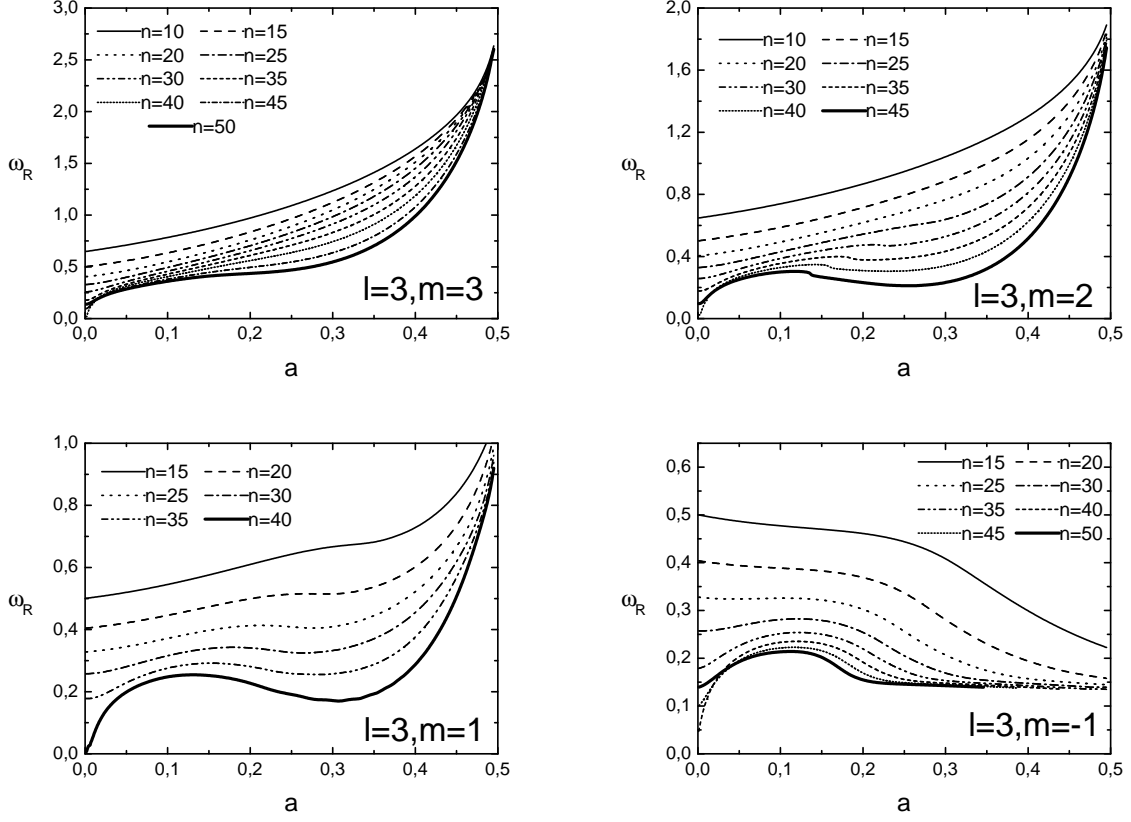 3,0
2,5
2,0
1,5
1,0
0,5
0,0
ω_R
n=10 n=15
n=20 n=25
n=30 n=35
n=40 n=45
n=50
l=3,m=3
0,0 0,1 0,2 0,3 0,4 0,5
a
2,0
1,6
1,2
0,8
0,4
0,0
ω_R
n=10 n=15
n=20 n=25
n=30 n=35
n=40 n=45
l=3,m=2
0,0 0,1 0,2 0,3 0,4 0,5
a
1,0
0,8
0,6
0,4
0,2
0,0
ω_R
n=15 n=20
n=25 n=30
n=35 n=40
l=3,m=1
0,0 0,1 0,2 0,3 0,4 0,5
a
0,6
0,5
0,4
0,3
0,2
0,1
0,0
ω_R
n=15 n=20
n=25 n=30
n=35 n=40
n=45 n=50
l=3,m=-1
0,0 0,1 0,2 0,3 0,4 0,5
a